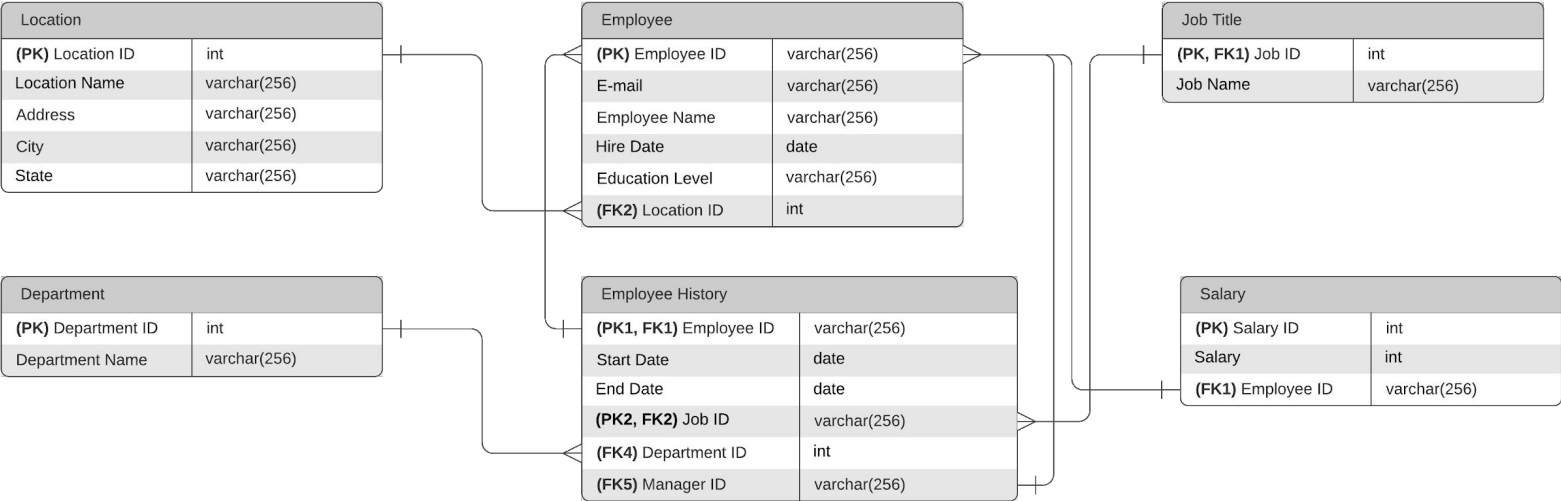 Location
(PK) Location ID int
Location Name varchar(256)
Address varchar(256)
City varchar(256)
State varchar(256)
Employee
(PK) Employee ID varchar(256)
E-mail varchar(256)
Employee Name varchar(256)
Hire Date date
Education Level varchar(256)
(FK2) Location ID int
Job Title
(PK, FK1) Job ID int
Job Name varchar(256)
Department
(PK) Department ID int
Department Name varchar(256)
Employee History
(PK1, FK1) Employee ID varchar(256)
Start Date date
End Date date
(PK2, FK2) Job ID varchar(256)
(FK4) Department ID int
(FK5) Manager ID varchar(256)
Salary
(PK) Salary ID int
Salary int
(FK1) Employee ID varchar(256)